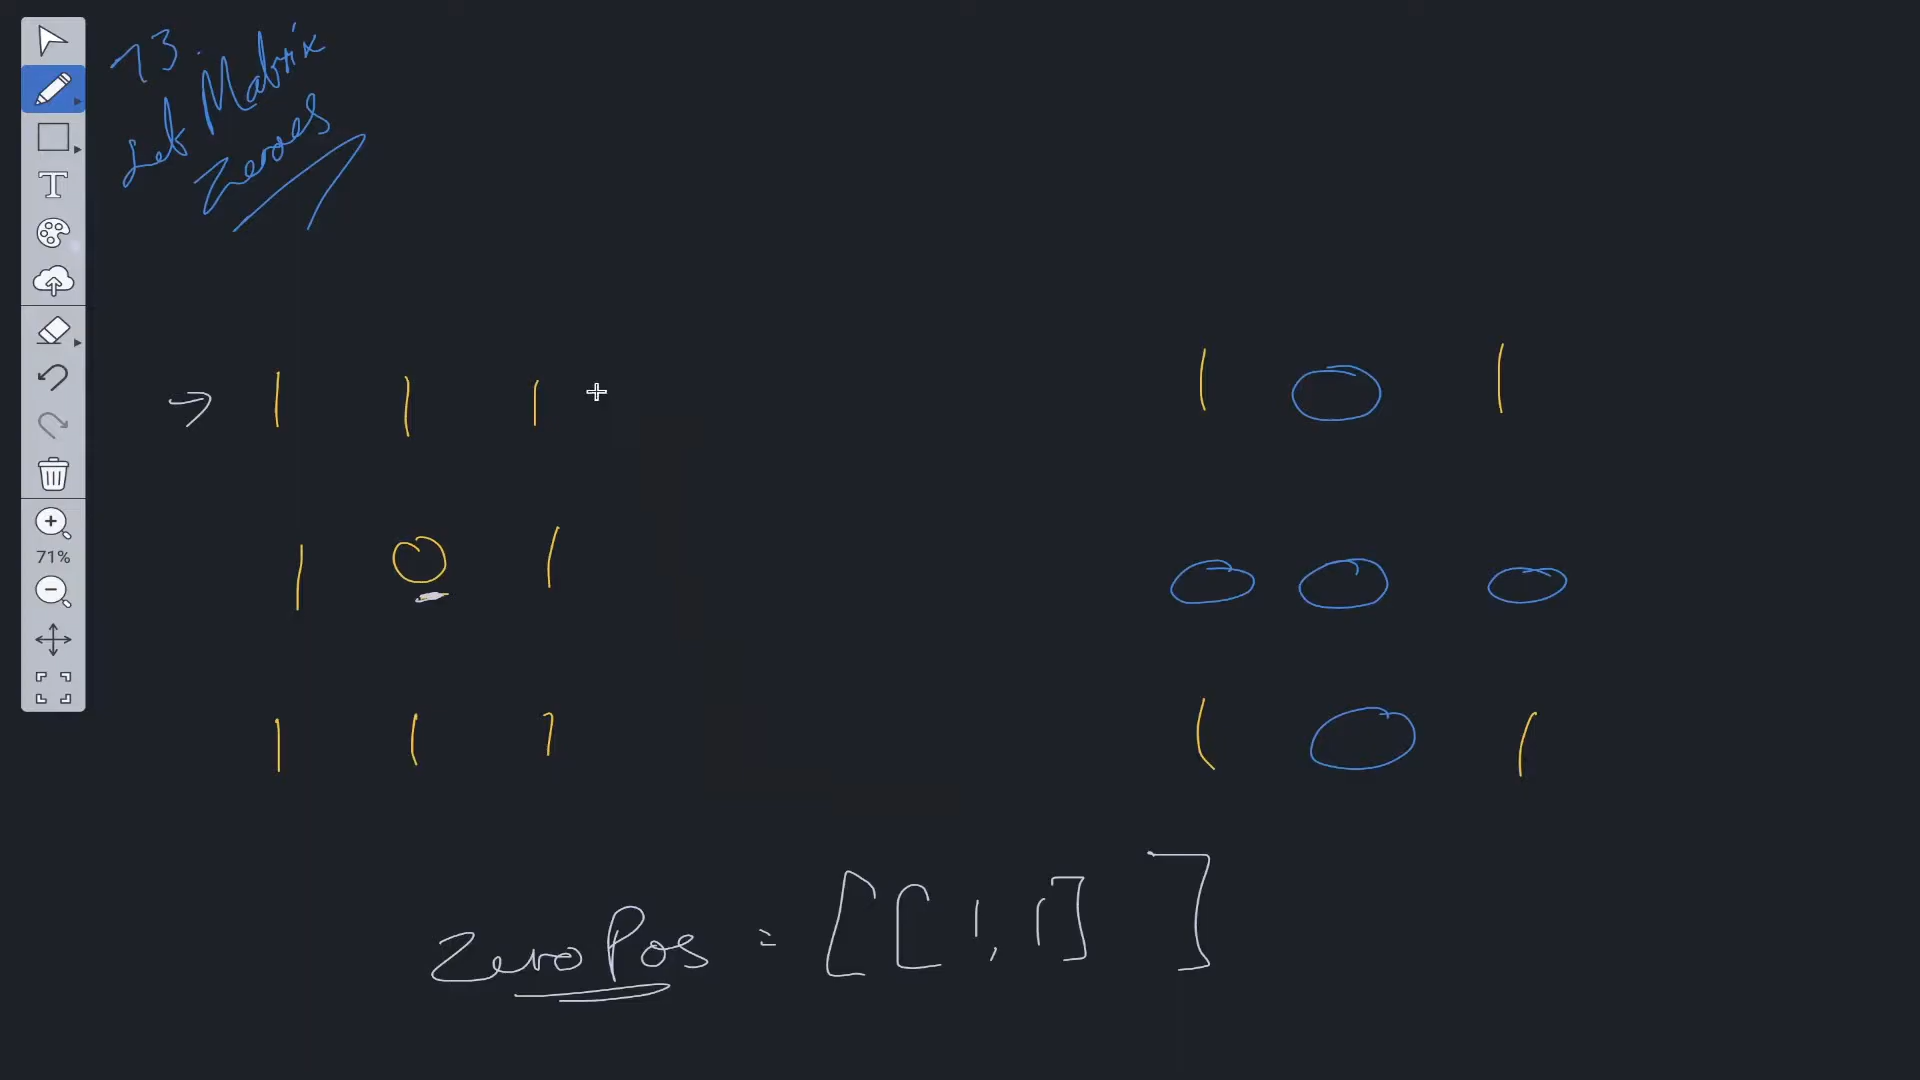 73
Set Matrix
Zeroes
T
71%
1 1 1
1 0 1
1 1 1
1 0 1
0 0 0
1 0 1
ZeroPos = [[1,1] ]